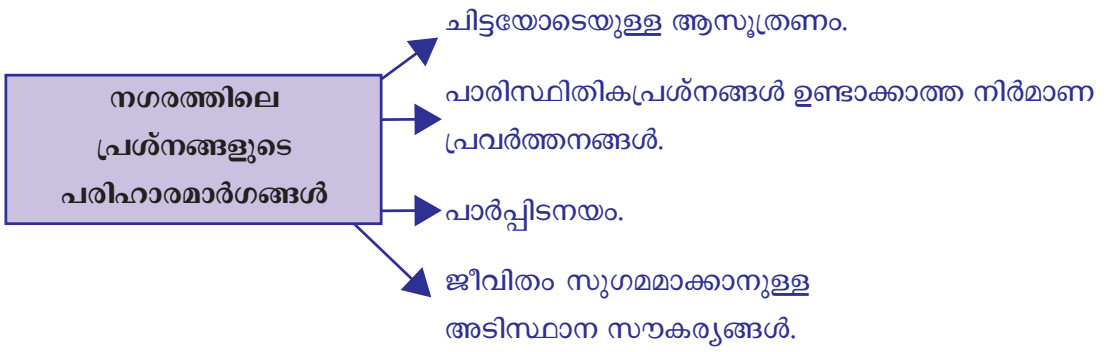 നഗരത്തിലെ
പ്രശ്നങ്ങളുടെ
പരിഹാരമാർഗങ്ങൾ
ചിട്ടയോടെയുള്ള ആസൂത്രണം.
പാരിസ്ഥിതികപ്രശ്നങ്ങൾ ഉണ്ടാക്കാത്ത നിർമാണ
പ്രവർത്തനങ്ങൾ.
പാർപ്പിടനയം.
ജീവിതം സുഗമമാക്കാനുള്ള
അടിസ്ഥാന സൗകര്യങ്ങൾ.